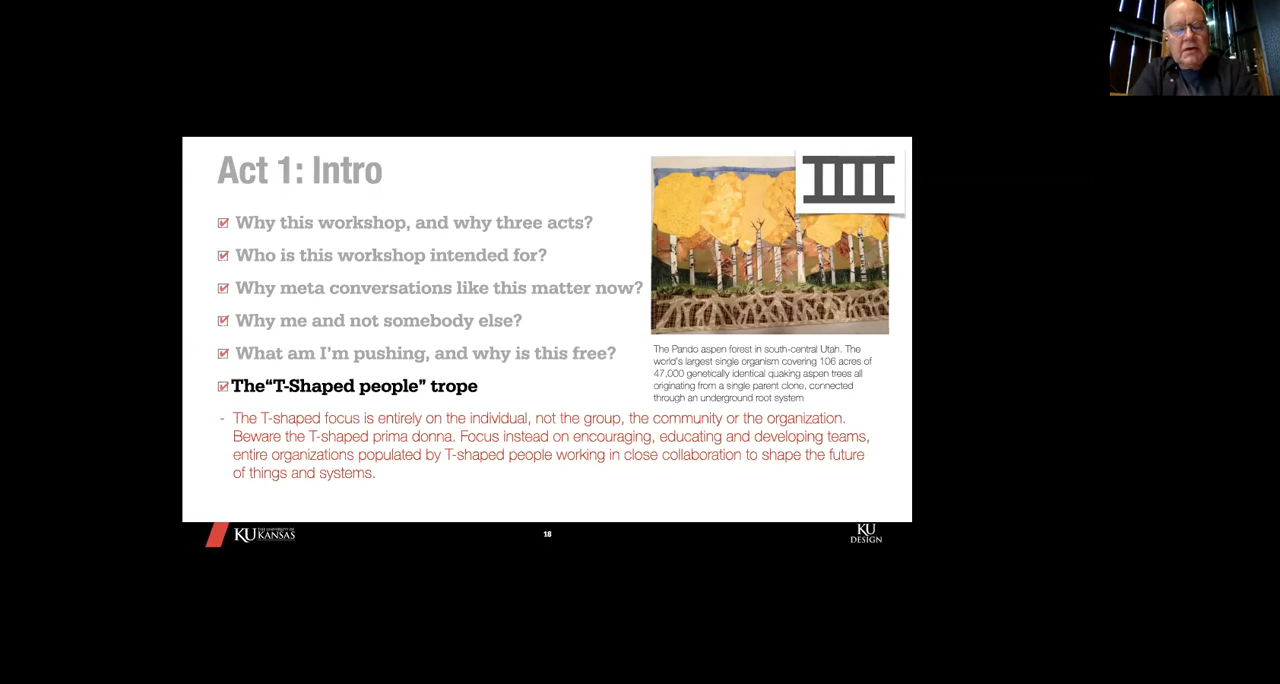 Act 1: Intro
Why this workshop, and why three acts?
Who is this workshop intended for?
Why meta conversations like this matter now?
Why me and not somebody else?
What am I'm pushing, and why is this free?
The“T-Shaped people” trope
- The T-shaped focus is entirely on the individual, not the group, the community or the organization.
Beware the T-shaped prima donna. Focus instead on encouraging, educating and developing teams,
entire organizations populated by T-shaped people working in close collaboration to shape the future
of things and systems.
The Pando aspen forest in south-central Utah. The
world's largest single organism covering 106 acres of
47,000 genetically identical quaking aspen trees all
originating from a single parent clone, connected
through an underground root system
KU THE UNIVERSITY OF
KANSAS
18
KU
DESIGN